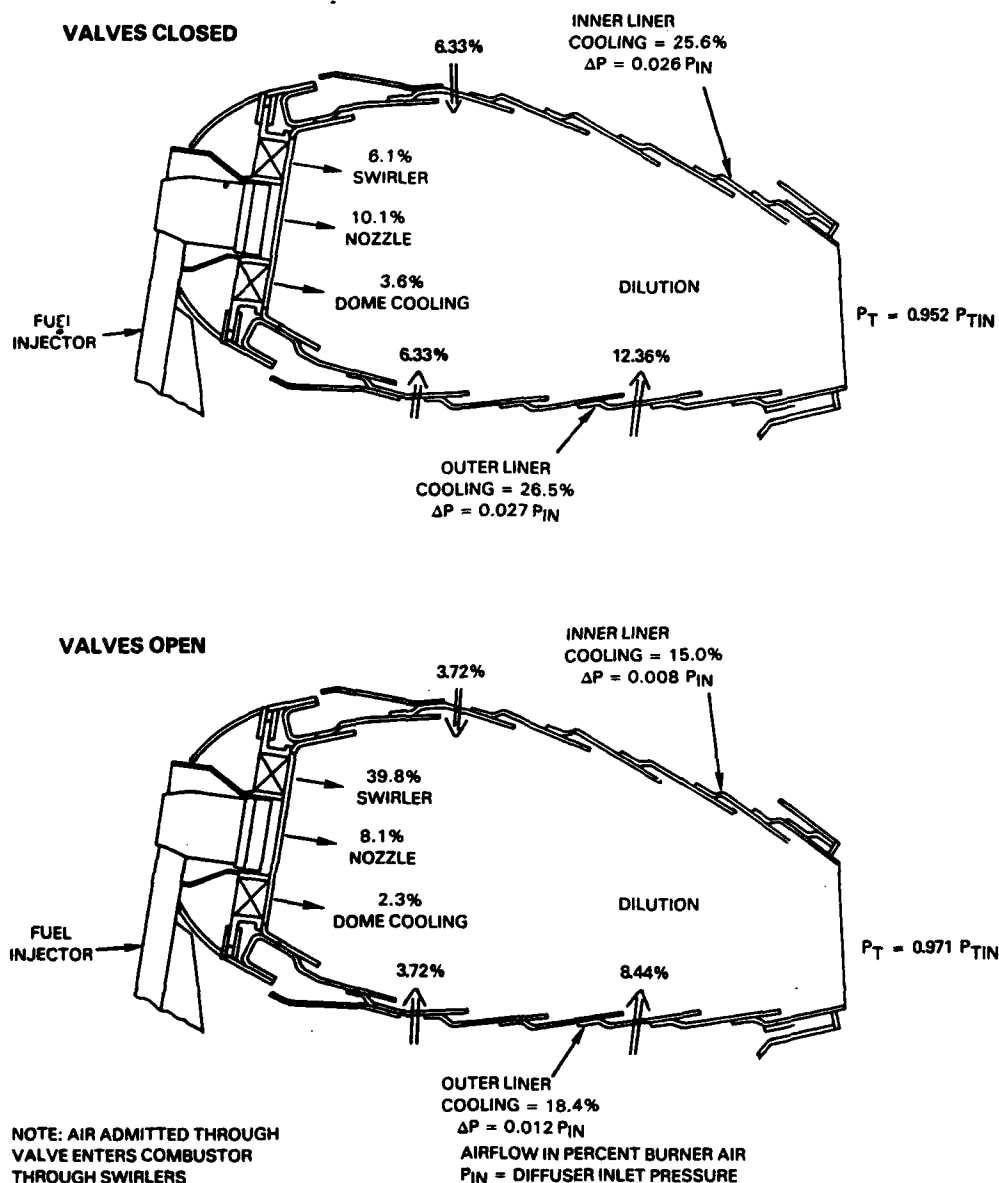 VALVES CLOSED
INNER LINER
COOLING = 25.6%
ΔP = 0.026 PIN
6.33%
6.1%
SWIRLER
10.1%
NOZZLE
3.6%
DOME COOLING
DILUTION
PT = 0.952 PTIN
FUEL
INJECTOR
6.33%
12.36%
OUTER LINER
COOLING = 26.5%
ΔP = 0.027 PIN
VALVES OPEN
INNER LINER
COOLING = 15.0%
ΔP = 0.008 PIN
3.72%
39.8%
SWIRLER
8.1%
NOZZLE
2.3%
DOME COOLING
DILUTION
PT = 0.971 PTIN
FUEL
INJECTOR
3.72%
8.44%
OUTER LINER
COOLING = 18.4%
ΔP = 0.012 PIN
NOTE: AIR ADMITTED THROUGH
VALVE ENTERS COMBUSTOR
THROUGH SWIRLERS
AIRFLOW IN PERCENT BURNER AIR
PIN = DIFFUSER INLET PRESSURE